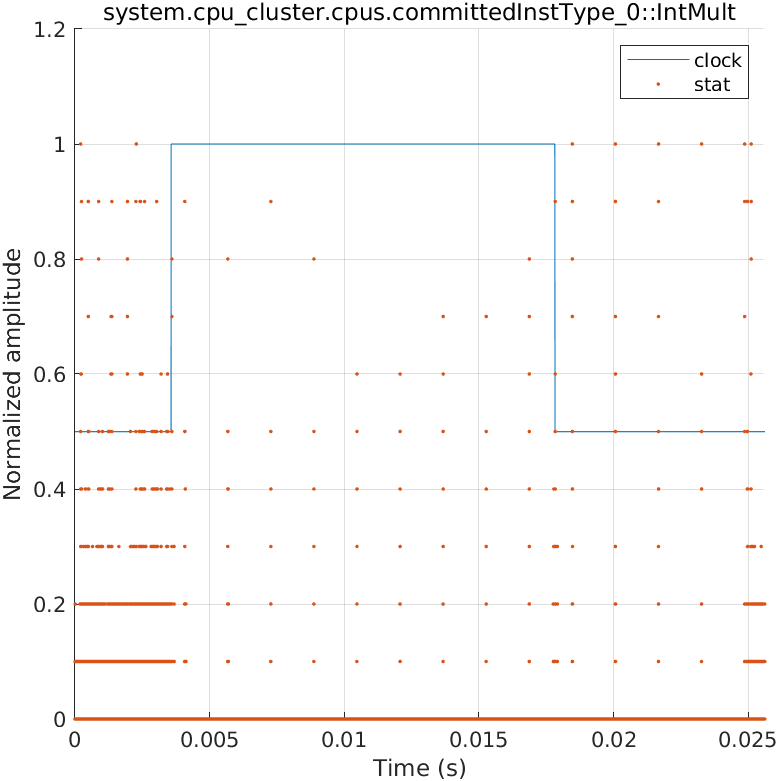 system.cpu_cluster.cpus.committedInstType_0::IntMult
1.2
clock
stat
1
0.8
0.6
0.4
0.2
0
Normalized amplitude
0 0.005 0.01 0.015 0.02 0.025
Time (s)